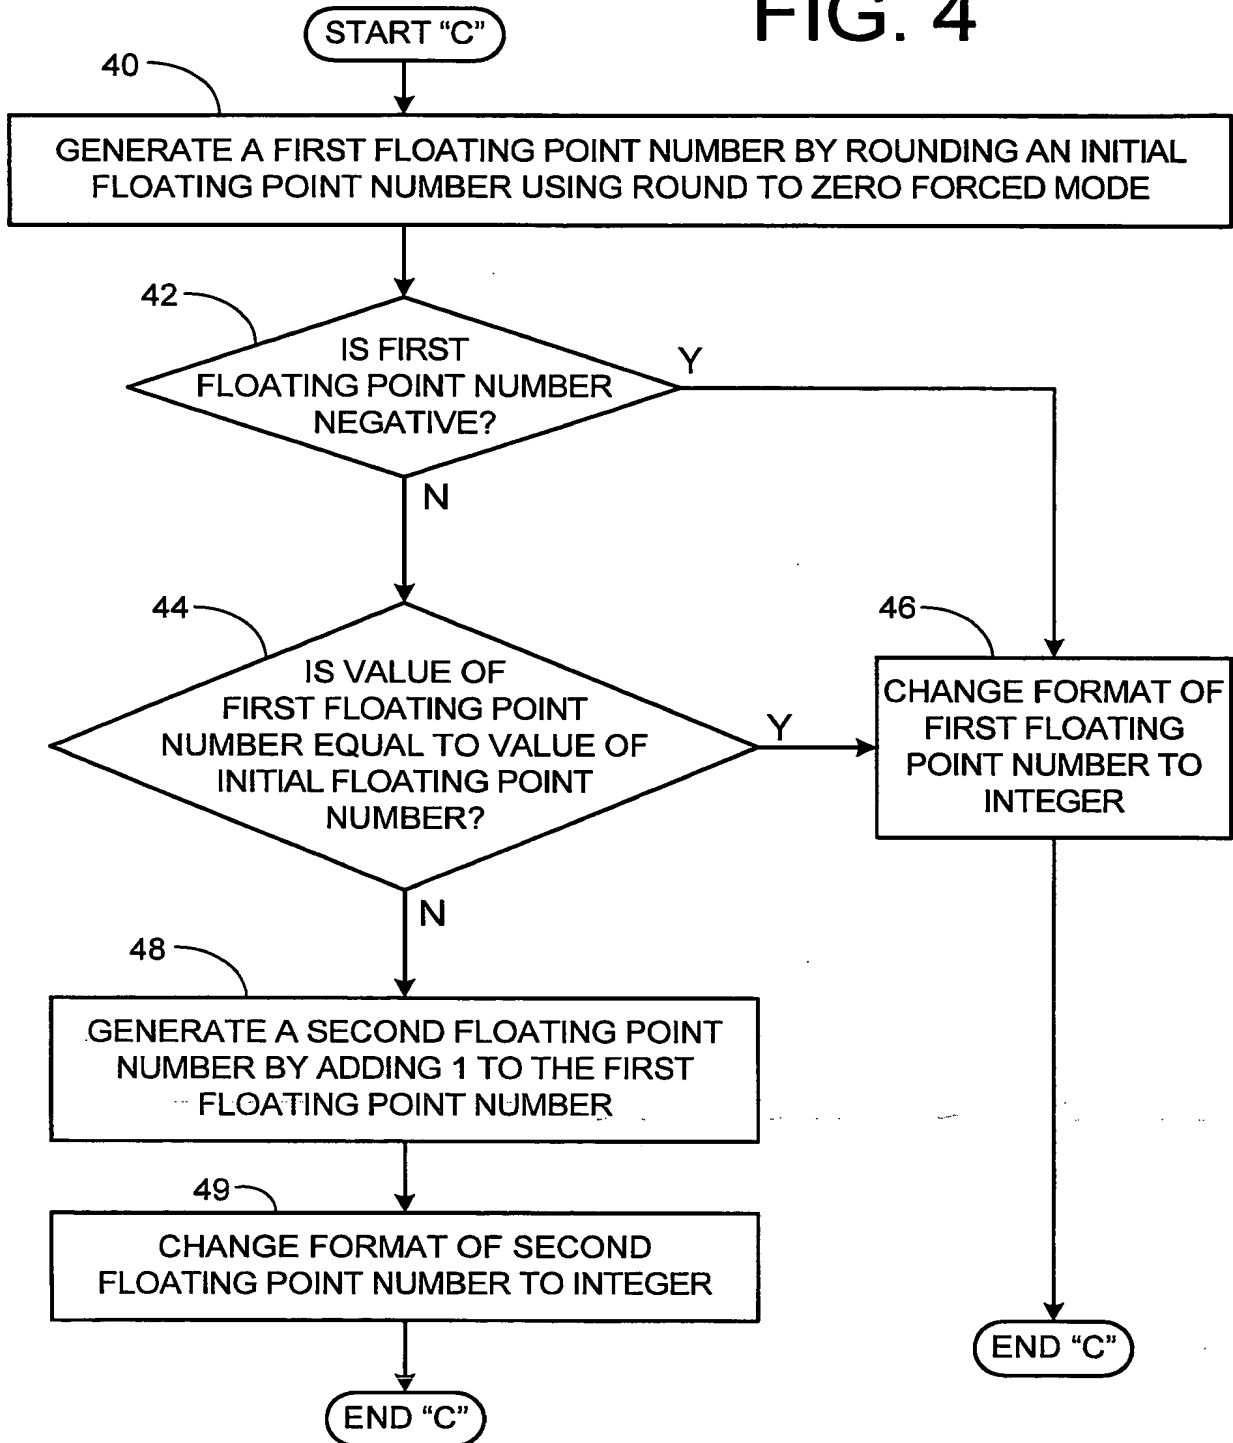 FIG. 4
START “C”
40
GENERATE A FIRST FLOATING POINT NUMBER BY ROUNDING AN INITIAL
FLOATING POINT NUMBER USING ROUND TO ZERO FORCED MODE
42
IS FIRST
FLOATING POINT NUMBER
NEGATIVE?
Y
N
44
IS VALUE OF
FIRST FLOATING POINT
NUMBER EQUAL TO VALUE OF
INITIAL FLOATING POINT
NUMBER?
Y
46
CHANGE FORMAT OF
FIRST FLOATING
POINT NUMBER TO
INTEGER
N
48
GENERATE A SECOND FLOATING POINT
NUMBER BY ADDING 1 TO THE FIRST
FLOATING POINT NUMBER
49
CHANGE FORMAT OF SECOND
FLOATING POINT NUMBER TO INTEGER
END “C”
END “C”